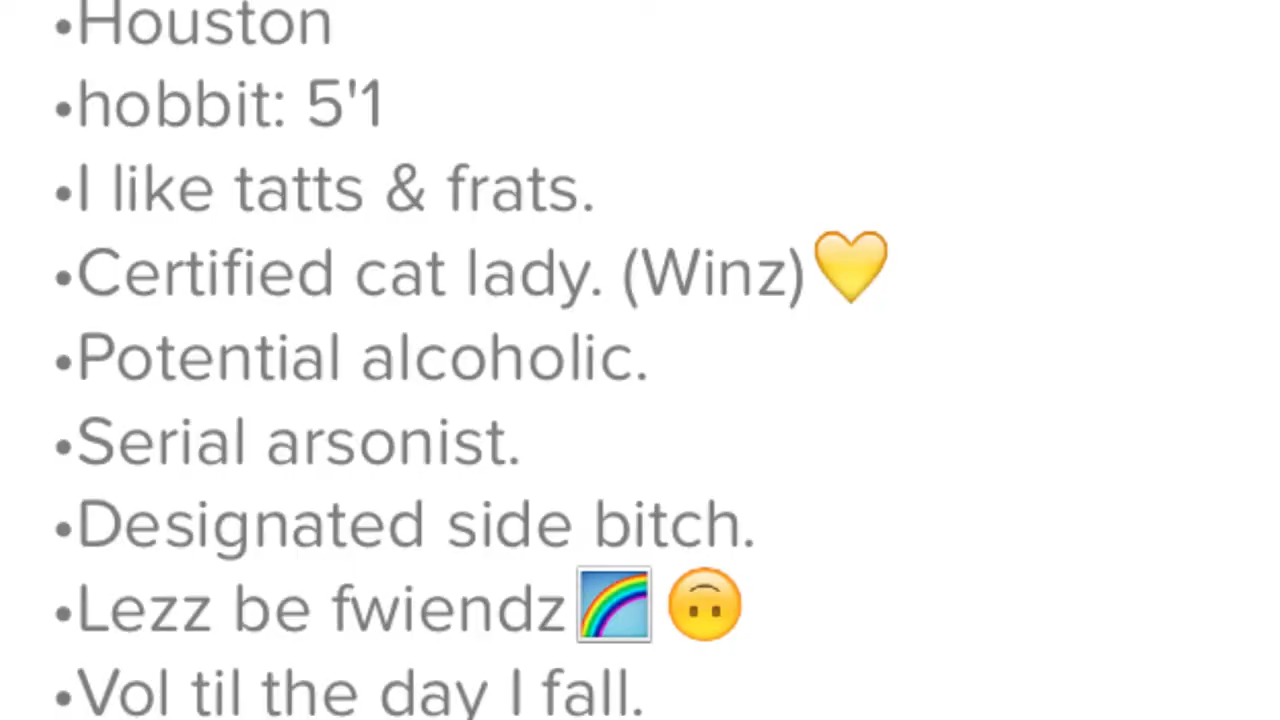 •Houston
•hobbit: 5'1
•I like tatts & frats.
•Certified cat lady. (Winz)💛
•Potential alcoholic.
•Serial arsonist.
•Designated side bitch.
•Lezz be fwiendz🌈 🙃
•Vol til the day I fall.